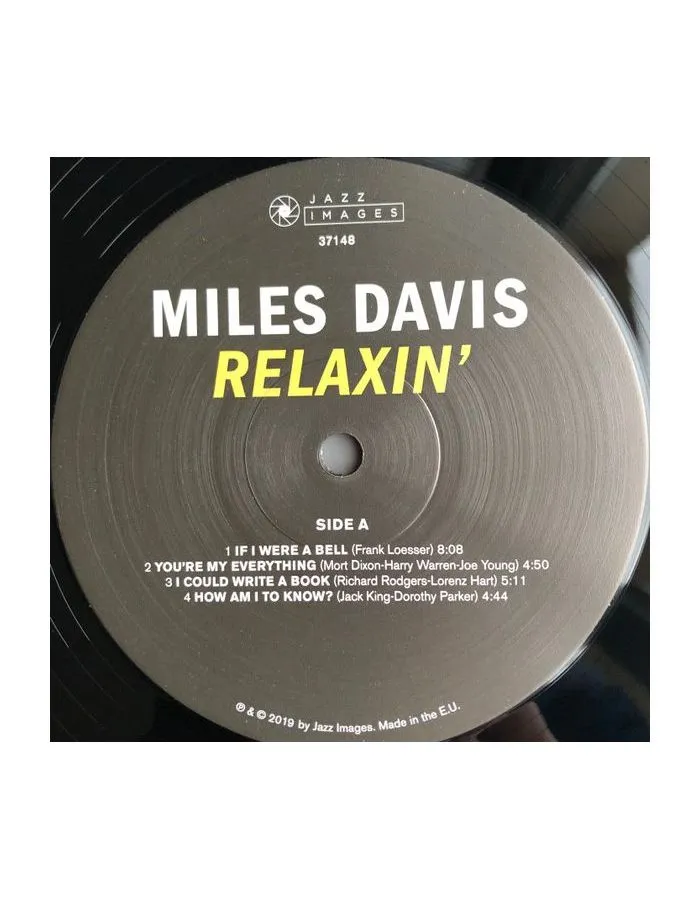 JAZZ
IMAGES
37148
MILES DAVIS
RELAXIN’
SIDE A
1 IF I WERE A BELL (Frank Loesser) 8:08
2 YOU'RE MY EVERYTHING (Mort Dixon-Harry Warren-Joe Young) 4:50
3 I COULD WRITE A BOOK (Richard Rodgers-Lorenz Hart) 5:11
4 HOW AM I TO KNOW? (Jack King-Dorothy Parker) 4:44
℗ & © 2019 by Jazz Images. Made in the E.U.